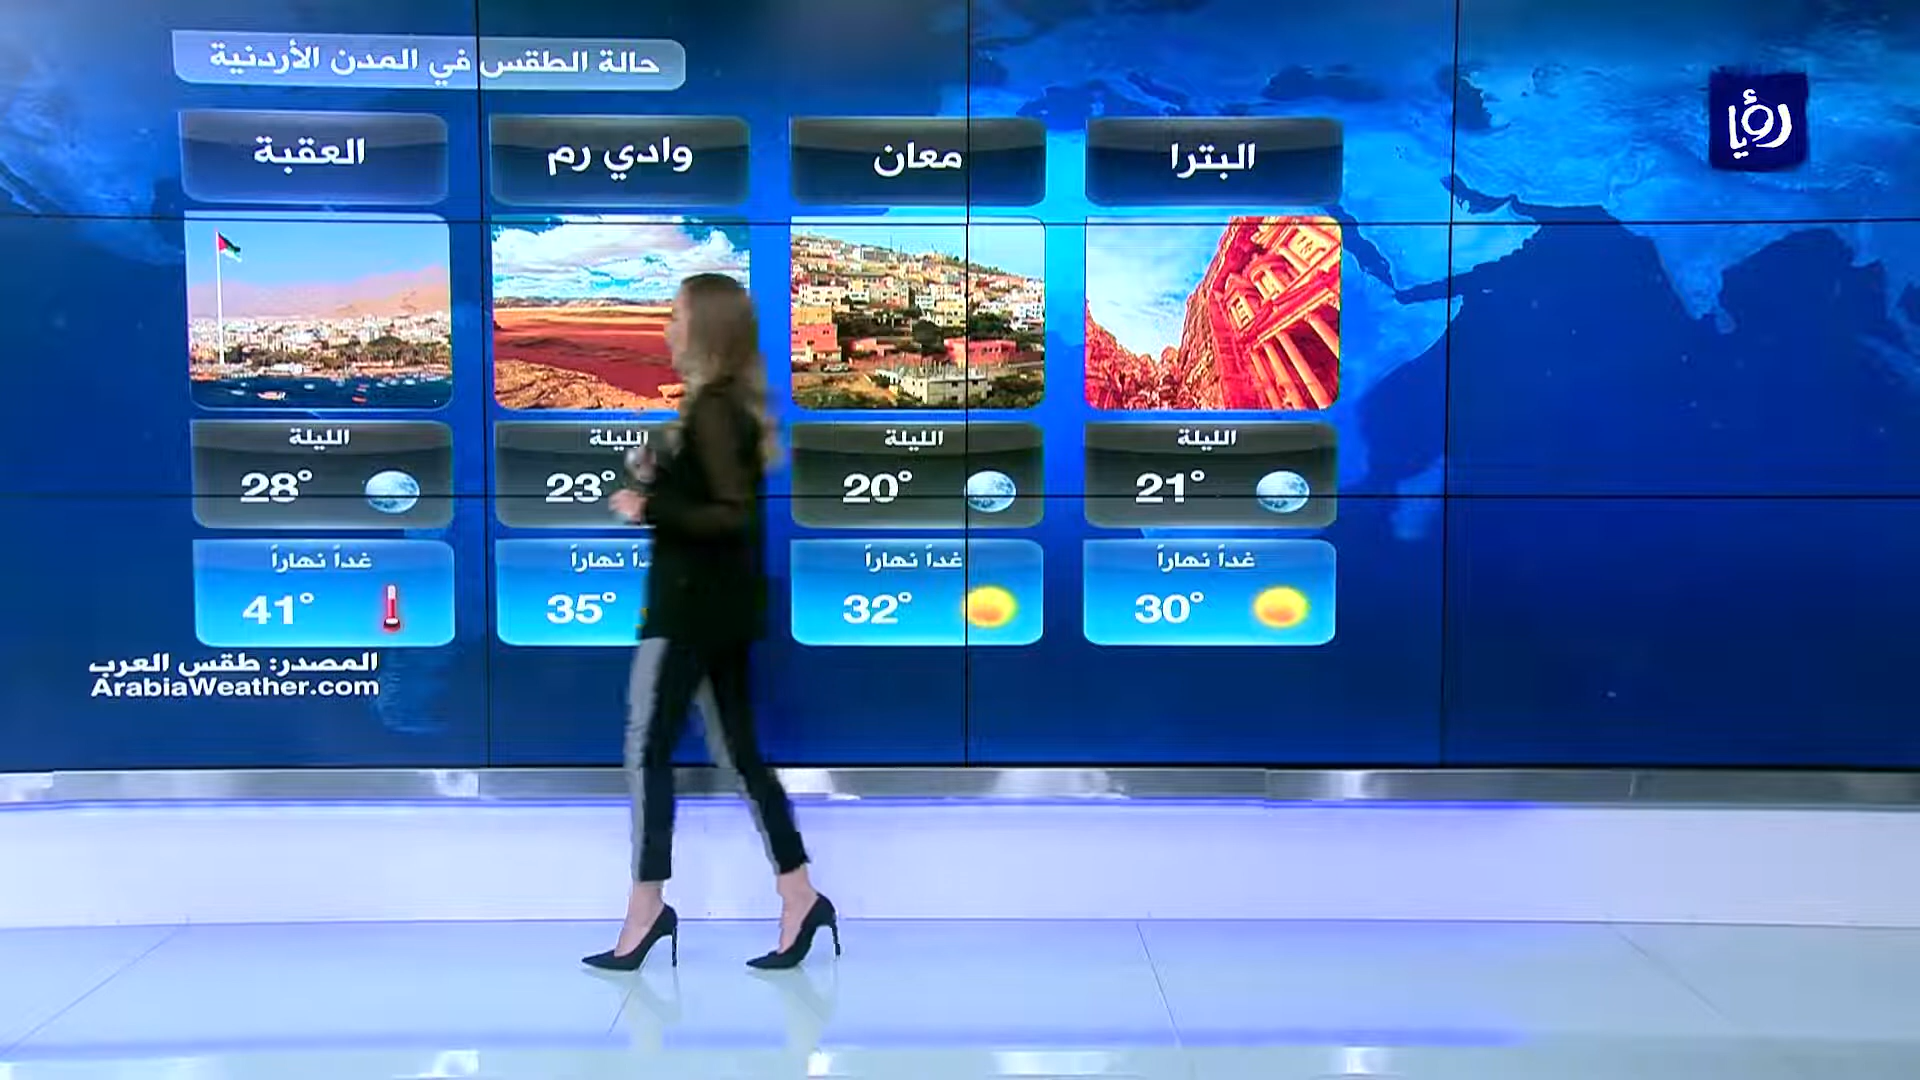 حالة الطقس في المدن الأردنية
رؤيا
البترا
معان
وادي رم
العقبة
الليلة
الليلة
الليلة
الليلة
21°
20°
23°
28°
غداً نهاراً
غداً نهاراً
نهاراً
غداً نهاراً
30°
32°
35°
41°
المصدر: طقس العرب
ArabiaWeather.com